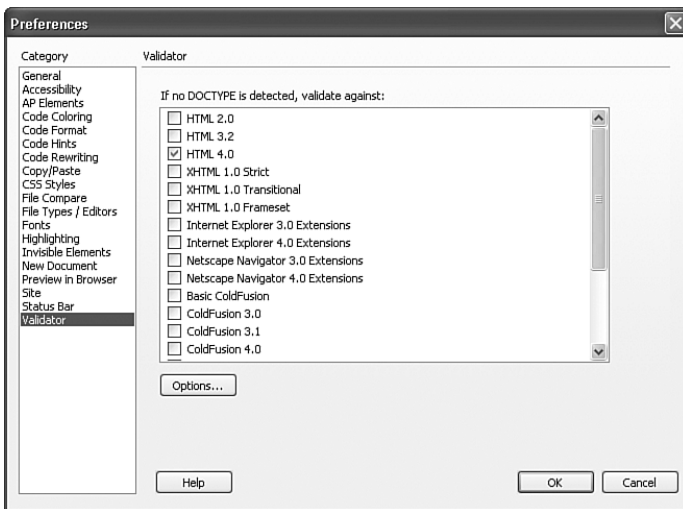 Preferences
Category
General
Accessibility
AP Elements
Code Coloring
Code Format
Code Hints
Code Rewriting
Copy/Paste
CSS Styles
File Compare
File Types / Editors
Fonts
Highlighting
Invisible Elements
New Document
Preview in Browser
Site
Status Bar
Validator
Validator
If no DOCTYPE is detected, validate against:
HTML 2.0
HTML 3.2
HTML 4.0
XHTML 1.0 Strict
XHTML 1.0 Transitional
XHTML 1.0 Frameset
Internet Explorer 3.0 Extensions
Internet Explorer 4.0 Extensions
Netscape Navigator 3.0 Extensions
Netscape Navigator 4.0 Extensions
Basic ColdFusion
ColdFusion 3.0
ColdFusion 3.1
ColdFusion 4.0
Options...
Help
OK
Cancel